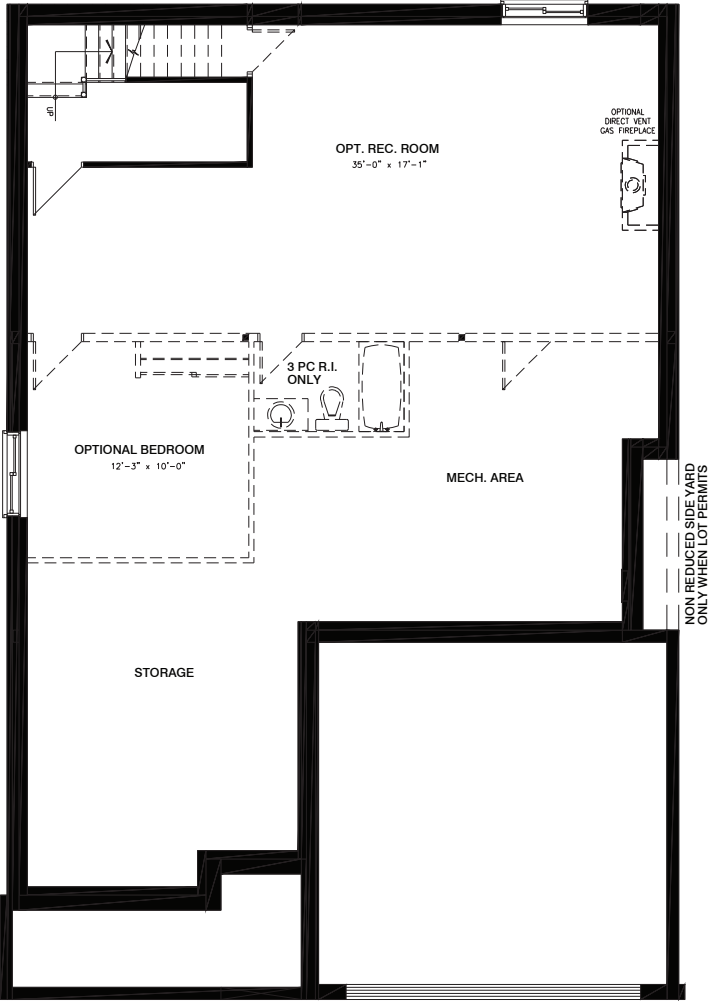 UP
OPTIONAL
DIRECT VENT
GAS FIREPLACE
OPT. REC. ROOM
35'-0" x 17'-1"
3 PC R.I.
ONLY
OPTIONAL BEDROOM
12'-3" x 10'-0"
MECH. AREA
NON REDUCED SIDE YARD
ONLY WHEN LOT PERMITS
STORAGE